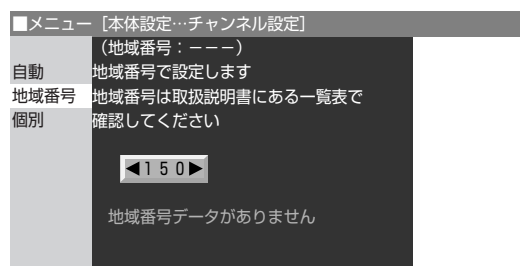 ■メニュー [本体設定…チャンネル設定]
(地域番号:ーーー)
自動 地域番号で設定します
地域番号 地域番号は取扱説明書にある一覧表で
個別 確認してください
◀150▶
地域番号データがありません